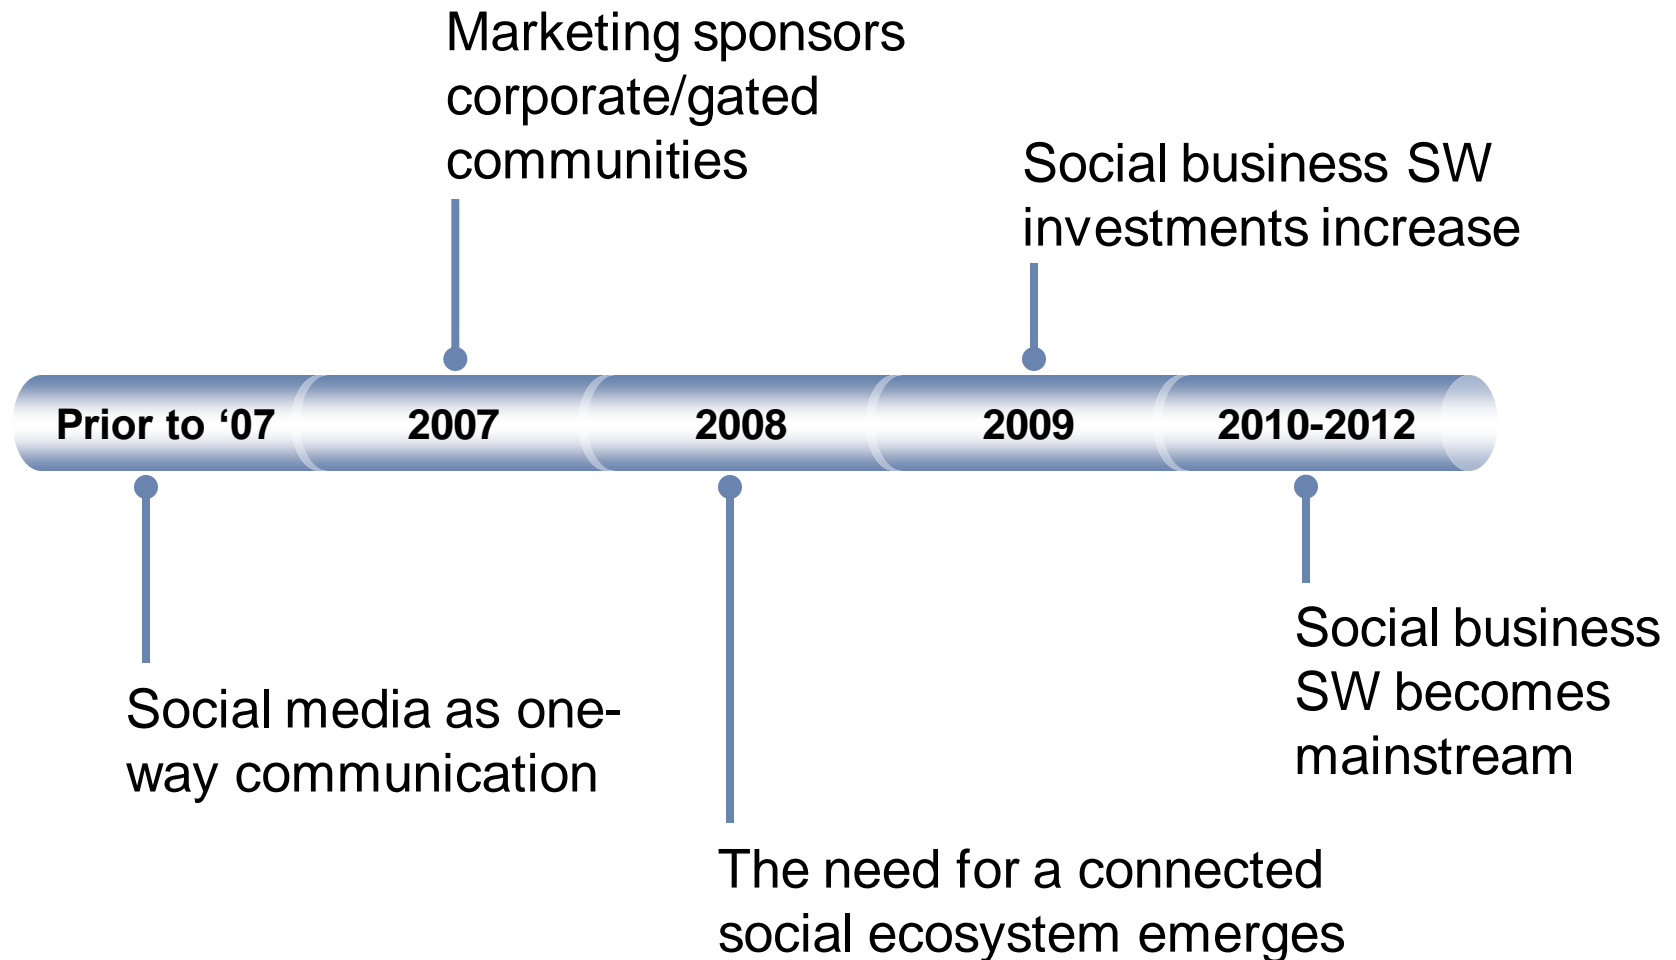 Marketing sponsors
corporate/gated
communities
Social business SW
investments increase
Prior to ‘07
2007
2008
2009
2010-2012
Social media as one-
way communication
The need for a connected
social ecosystem emerges
Social business
SW becomes
mainstream